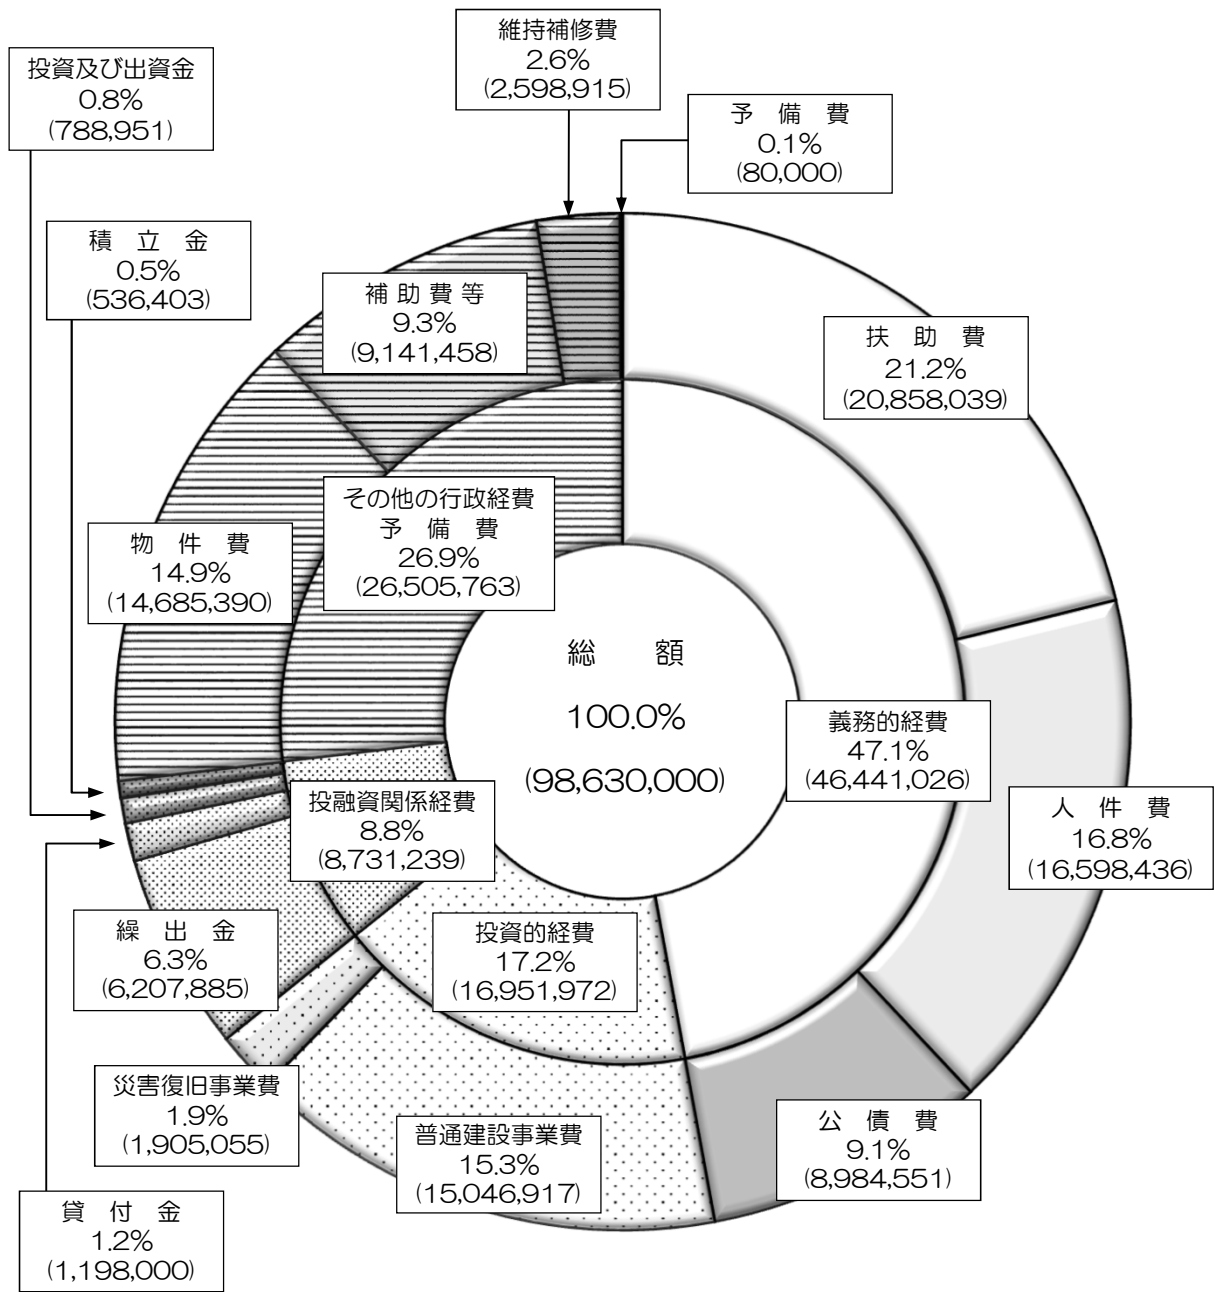 維持補修費
2.6%
(2,598,915)
投資及び出資金
0.8%
(788,951)
予　備　費
0.1%
(80,000)
積　立　金
0.5%
(536,403)
補 助 費 等
9.3%
(9,141,458)
扶　助　費
21.2%
(20,858,039)
その他の行政経費
予　備　費
26.9%
(26,505,763)
物　件　費
14.9%
(14,685,390)
総　　額
100.0%
(98,630,000)
義務的経費
47.1%
(46,441,026)
投融資関係経費
8.8%
(8,731,239)
人　件　費
16.8%
(16,598,436)
繰　出　金
6.3%
(6,207,885)
投資的経費
17.2%
(16,951,972)
災害復旧事業費
1.9%
(1,905,055)
普通建設事業費
15.3%
(15,046,917)
公　債　費
9.1%
(8,984,551)
貸　付　金
1.2%
(1,198,000)